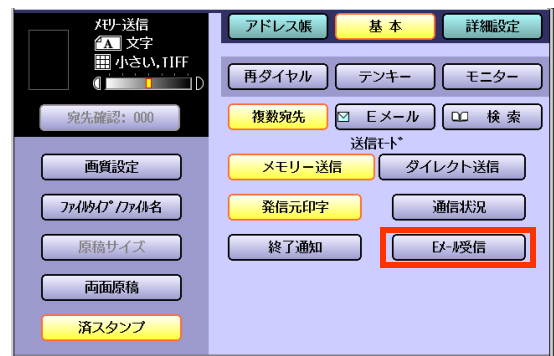 ﾒﾓﾘｰ送信
A 文字
小さい,TIFF
D
宛先確認: 000
画質設定
ﾌｧｲﾙﾀｲﾌﾟ/ﾌｧｲﾙ名
原稿サイズ
両面原稿
済スタンプ
アドレス帳 基 本 詳細設定
再ダイヤル テンキー モニター
複数宛先 Eメール 検 索
送信ﾓｰﾄﾞ
メモリー送信 ダイレクト送信
発信元印字 通信状況
終了通知 Eﾒｰﾙ受信